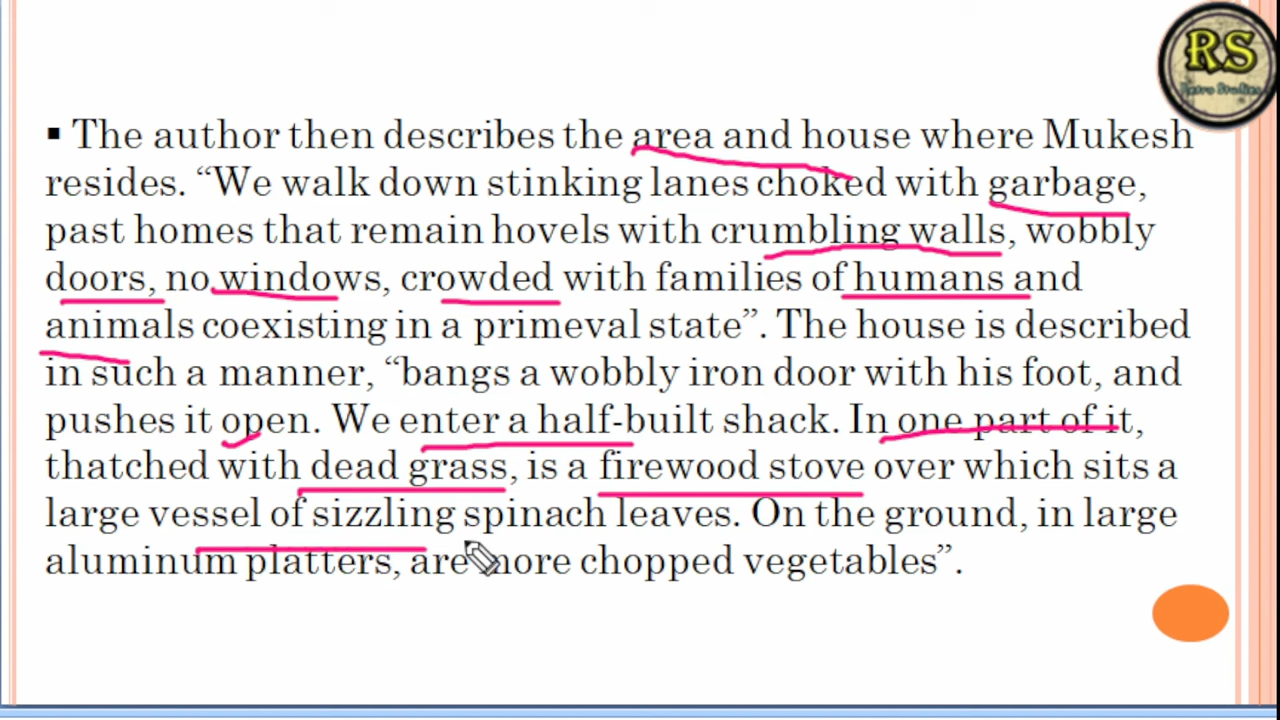 RS
Retro Studies
▪ The author then describes the area and house where Mukesh
resides. “We walk down stinking lanes choked with garbage,
past homes that remain hovels with crumbling walls, wobbly
doors, no windows, crowded with families of humans and
animals coexisting in a primeval state”. The house is described
in such a manner, “bangs a wobbly iron door with his foot, and
pushes it open. We enter a half-built shack. In one part of it,
thatched with dead grass, is a firewood stove over which sits a
large vessel of sizzling spinach leaves. On the ground, in large
aluminum platters, are more chopped vegetables”.